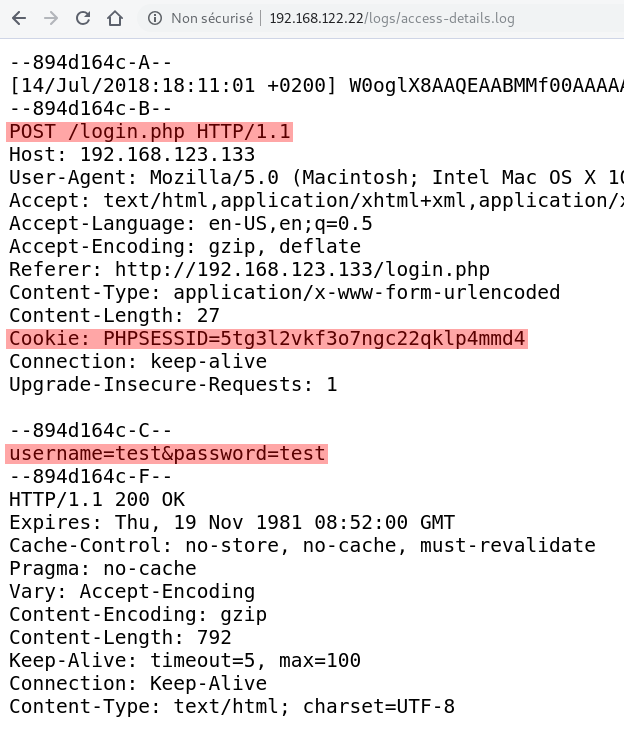 Non sécurisé | 192.168.122.22/logs/access-details.log
--894d164c-A--
[14/Jul/2018:18:11:01 +0200] W0oglX8AAQEAABMMf00AAAAA
--894d164c-B--
POST /login.php HTTP/1.1
Host: 192.168.123.133
User-Agent: Mozilla/5.0 (Macintosh; Intel Mac OS X 10
Accept: text/html,application/xhtml+xml,application/x
Accept-Language: en-US,en;q=0.5
Accept-Encoding: gzip, deflate
Referer: http://192.168.123.133/login.php
Content-Type: application/x-www-form-urlencoded
Content-Length: 27
Cookie: PHPSESSID=5tg3l2vkf3o7ngc22qklp4mmd4
Connection: keep-alive
Upgrade-Insecure-Requests: 1
--894d164c-C--
username=test&password=test
--894d164c-F--
HTTP/1.1 200 OK
Expires: Thu, 19 Nov 1981 08:52:00 GMT
Cache-Control: no-store, no-cache, must-revalidate
Pragma: no-cache
Vary: Accept-Encoding
Content-Encoding: gzip
Content-Length: 792
Keep-Alive: timeout=5, max=100
Connection: Keep-Alive
Content-Type: text/html; charset=UTF-8